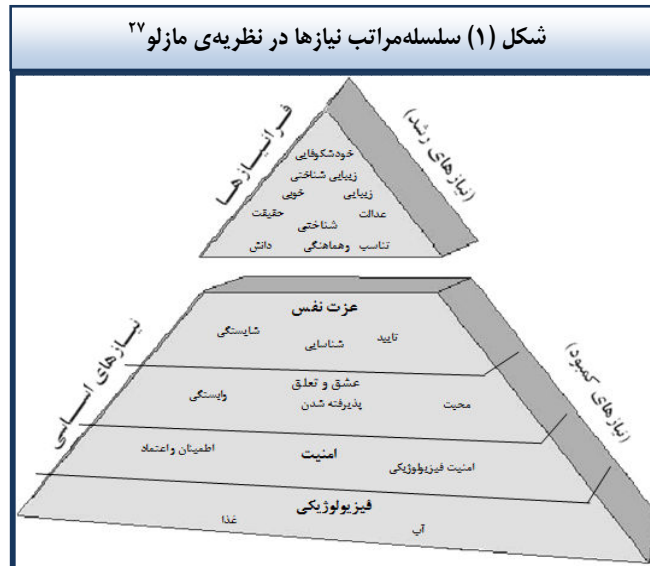 شکل (۱) سلسله‌مراتب نیازها در نظریه‌ی مازلو۲۷
فرانیازها
(نیازهای رشد)
خودشکوفایی
زیبایی شناختی
زیبایی
خوبی
عدالت
حقیقت
شناختی
تناسب وهماهنگی
دانش
نیازهای اساسی
(نیازهای کمبود)
عزت نفس
تایید
شناسایی
شایستگی
عشق و تعلق
محبت
پذیرفته شدن
وابستگی
امنیت
امنیت فیزیولوژیکی
اطمینان واعتماد
فیزیولوژیکی
آب
غذا